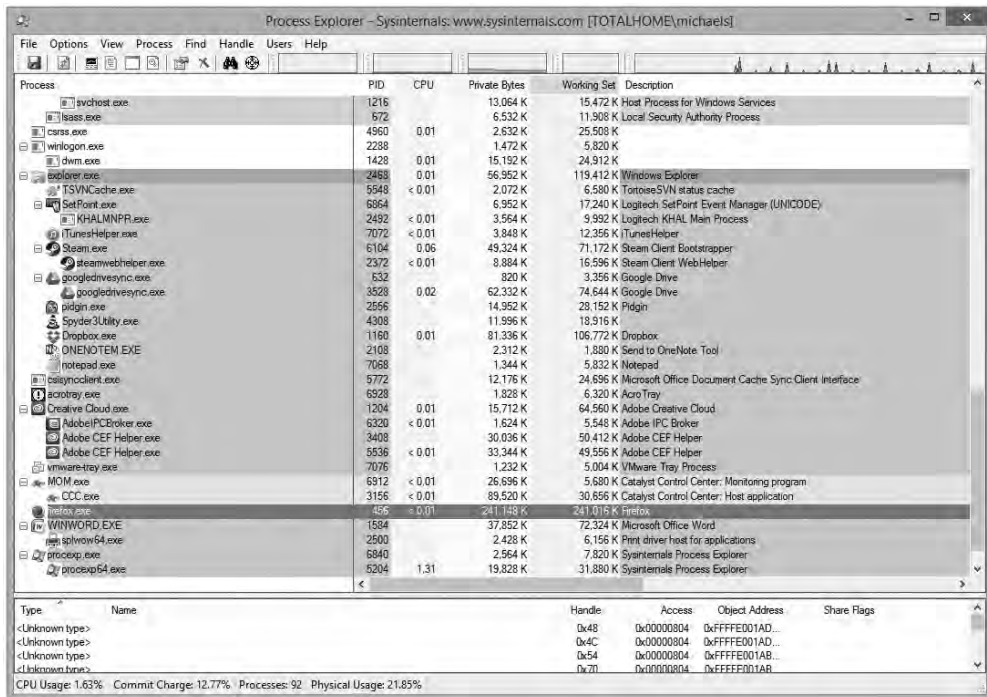 Process Explorer - Sysinternals: www.sysinternals.com [TOTALHOME\michaels]
File Options View Process Find Handle Users Help
Process PID CPU Private Bytes Working Set Description
svchost.exe 1216 13,064 K 15,472 K Host Process for Windows Services
lsass.exe 672 6,532 K 11,908 K Local Security Authority Process
csrss.exe 4960 0.01 2,632 K 25,508 K
winlogon.exe 2288 1,472 K 5,820 K
dwm.exe 1428 0.01 15,192 K 24,912 K
explorer.exe 2468 0.01 56,952 K 119,412 K Windows Explorer
TSVNCache.exe 5548 < 0.01 2,072 K 6,580 K TortoiseSVN status cache
SetPoint.exe 6864 6,952 K 17,240 K Logitech SetPoint Event Manager (UNICODE)
KHALMNPR.exe 2492 < 0.01 3,564 K 9,992 K Logitech KHAL Main Process
iTunesHelper.exe 7072 < 0.01 3,848 K 12,356 K iTunesHelper
Steam.exe 6104 0.06 49,324 K 71,172 K Steam Client Bootstrapper
steamwebhelper.exe 2372 < 0.01 8,884 K 16,596 K Steam Client WebHelper
googledrivesync.exe 632 820 K 3,356 K Google Drive
googledrivesync.exe 3528 0.02 62,332 K 74,644 K Google Drive
pidgin.exe 2556 14,952 K 28,152 K Pidgin
Spyder3Utility.exe 4308 11,996 K 18,916 K
Dropbox.exe 1160 0.01 81,336 K 106,772 K Dropbox
ONENOTEM.EXE 2108 2,312 K 1,880 K Send to OneNote Tool
notepad.exe 7068 1,344 K 5,832 K Notepad
csisyncclient.exe 5772 12,176 K 24,696 K Microsoft Office Document Cache Sync Client Interface
acrotray.exe 6928 1,828 K 6,320 K AcroTray
Creative Cloud.exe 1204 0.01 15,712 K 64,560 K Adobe Creative Cloud
AdobeIPCBroker.exe 6320 < 0.01 1,624 K 5,548 K Adobe IPC Broker
Adobe CEF Helper.exe 3408 30,036 K 50,412 K Adobe CEF Helper
Adobe CEF Helper.exe 5536 < 0.01 33,344 K 49,556 K Adobe CEF Helper
vmware-tray.exe 7076 1,232 K 5,004 K VMware Tray Process
MOM.exe 6912 < 0.01 26,696 K 5,680 K Catalyst Control Center: Monitoring program
CCC.exe 3156 < 0.01 89,520 K 30,656 K Catalyst Control Center: Host application
firefox.exe 456 < 0.01 241,148 K 241,016 K Firefox
WINWORD.EXE 1584 37,852 K 72,324 K Microsoft Office Word
splwow64.exe 2500 2,428 K 6,156 K Print driver host for applications
procexp.exe 6840 2,564 K 7,820 K Sysinternals Process Explorer
procexp64.exe 5204 1.31 19,828 K 31,880 K Sysinternals Process Explorer
Type Name Handle Access Object Address Share Flags
<Unknown type> 0x48 0x00000804 0xFFFFE001AD...
<Unknown type> 0x4C 0x00000804 0xFFFFE001AD...
<Unknown type> 0x54 0x00000804 0xFFFFE001AB...
<Unknown type> 0x70 0x00000804 0xFFFFE001AB...
CPU Usage: 1.63% Commit Charge: 12.77% Processes: 92 Physical Usage: 21.85%